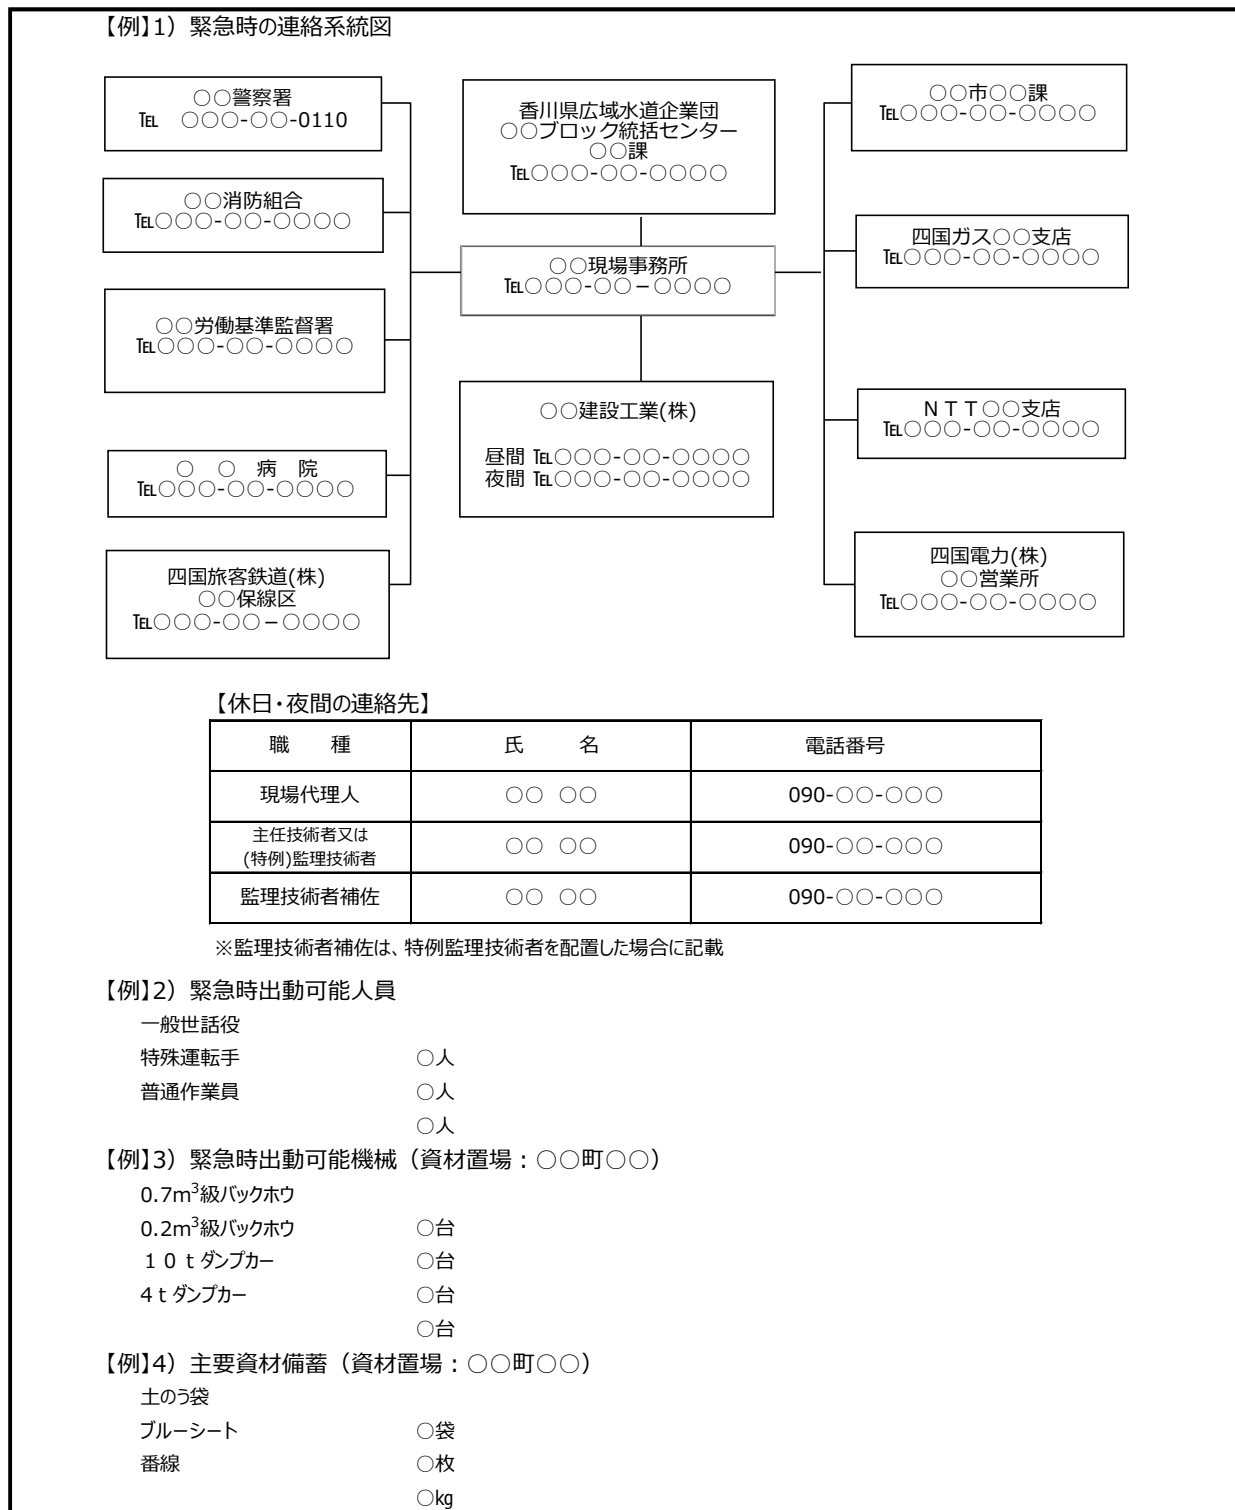 【例】1）緊急時の連絡系統図
○○警察署
℡　○○○-○○-0110
○○消防組合
℡○○○-○○-○○○○
○○労働基準監督署
℡○○○-○○-○○○○
○　○　病　院
℡○○○-○○-○○○○
四国旅客鉄道(株)
○○保線区
℡○○○-○○－○○○○
香川県広域水道企業団
○○ブロック統括センター
○○課
℡○○○-○○-○○○○
○○現場事務所
℡○○○-○○－○○○○
○○建設工業(株)
昼間 ℡○○○-○○-○○○○
夜間 ℡○○○-○○-○○○○
○○市○○課
℡○○○-○○-○○○○
四国ガス○○支店
℡○○○-○○-○○○○
ＮＴＴ○○支店
℡○○○-○○-○○○○
四国電力(株)
○○営業所
℡○○○-○○-○○○○
【休日・夜間の連絡先】
職　　種　氏　　　名　電話番号
現場代理人　○○ ○○　090-○○-○○○
主任技術者又は
(特例)監理技術者　○○ ○○　090-○○-○○○
監理技術者補佐　○○ ○○　090-○○-○○○
※監理技術者補佐は、特例監理技術者を配置した場合に記載
【例】2）緊急時出動可能人員
一般世話役
特殊運転手　○人
普通作業員　○人
○人
【例】3）緊急時出動可能機械（資材置場：○○町○○）
0.7m³級バックホウ
0.2m³級バックホウ　○台
１０ｔダンプカー　○台
4ｔダンプカー　○台
○台
【例】4）主要資材備蓄（資材置場：○○町○○）
土のう袋
ブルーシート　○袋
番線　○枚
○kg